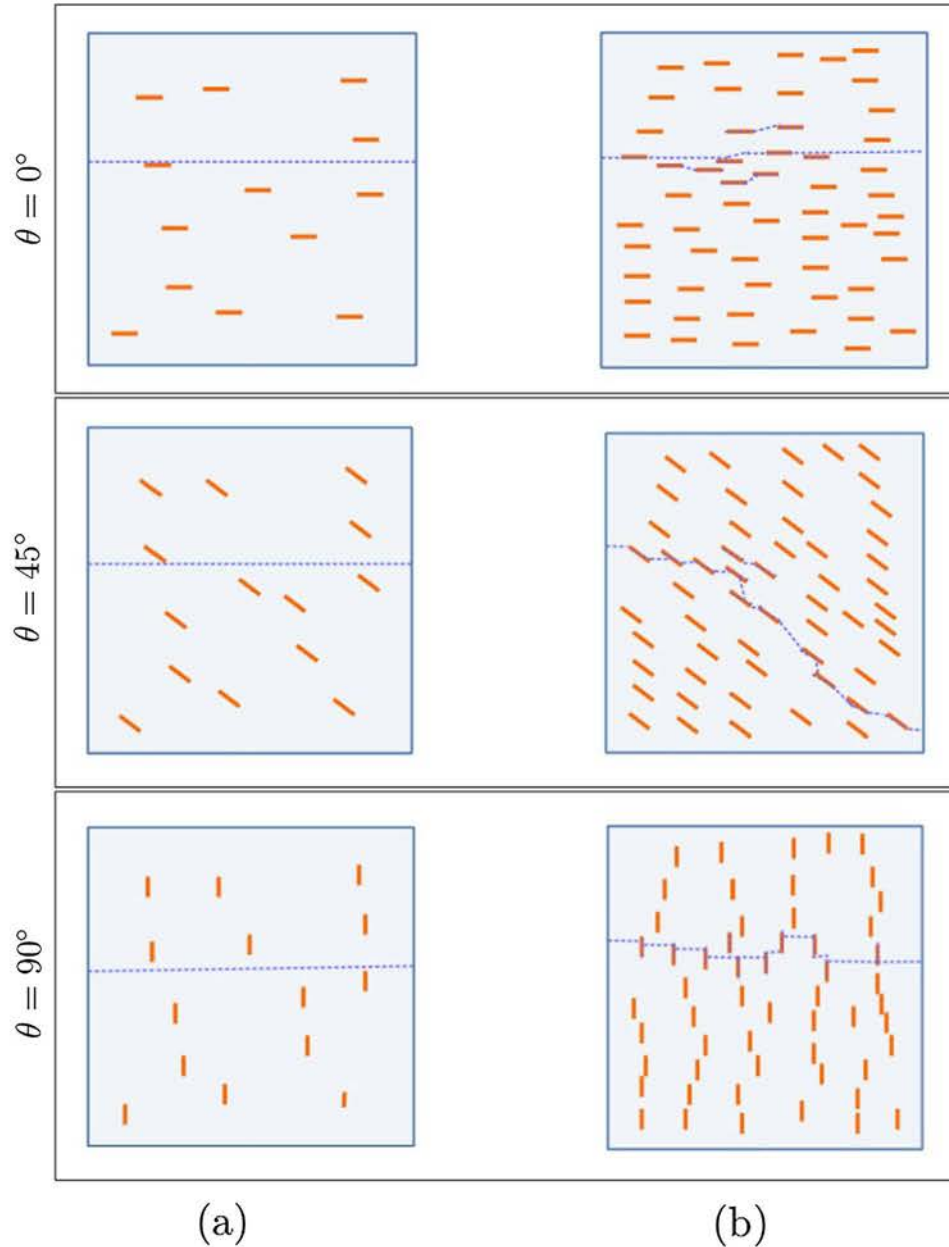 θ = 0°
θ = 45°
θ = 90°
(a)
(b)